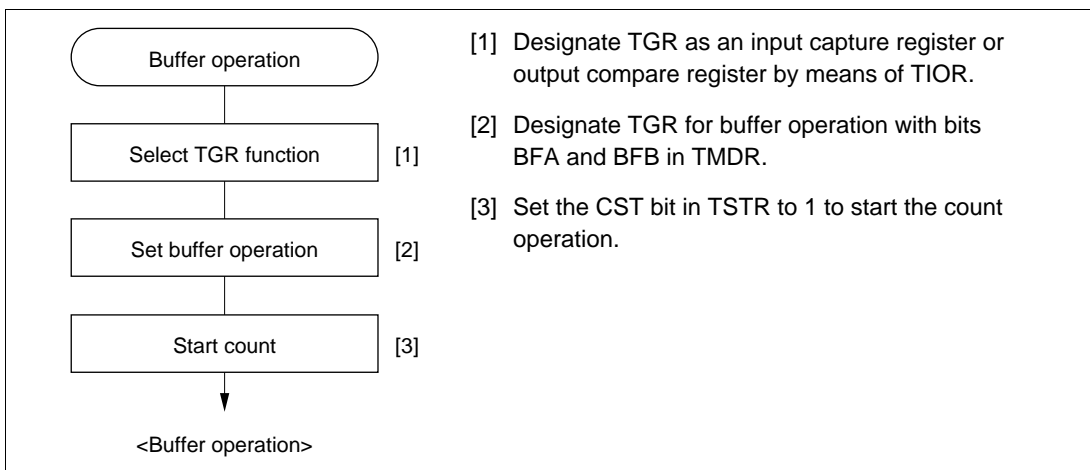 Buffer operation
Select TGR function [1]
Set buffer operation [2]
Start count [3]
<Buffer operation>
[1] Designate TGR as an input capture register or
output compare register by means of TIOR.
[2] Designate TGR for buffer operation with bits
BFA and BFB in TMDR.
[3] Set the CST bit in TSTR to 1 to start the count
operation.